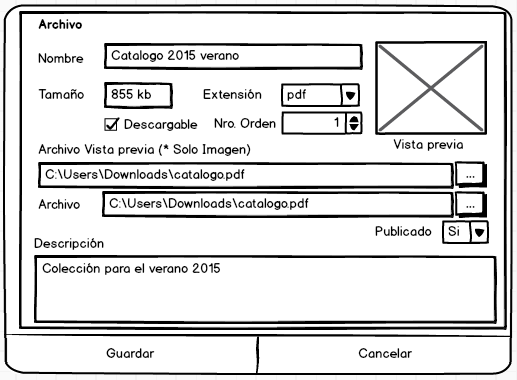 Archivo
Nombre Catalogo 2015 verano
Tamaño 855 kb Extensión pdf
Descargable Nro. Orden 1
Vista previa
Archivo Vista previa (* Solo Imagen)
C:\Users\Downloads\catalogo.pdf ...
Archivo C:\Users\Downloads\catalogo.pdf ...
Publicado Si
Descripción
Colección para el verano 2015
Guardar Cancelar